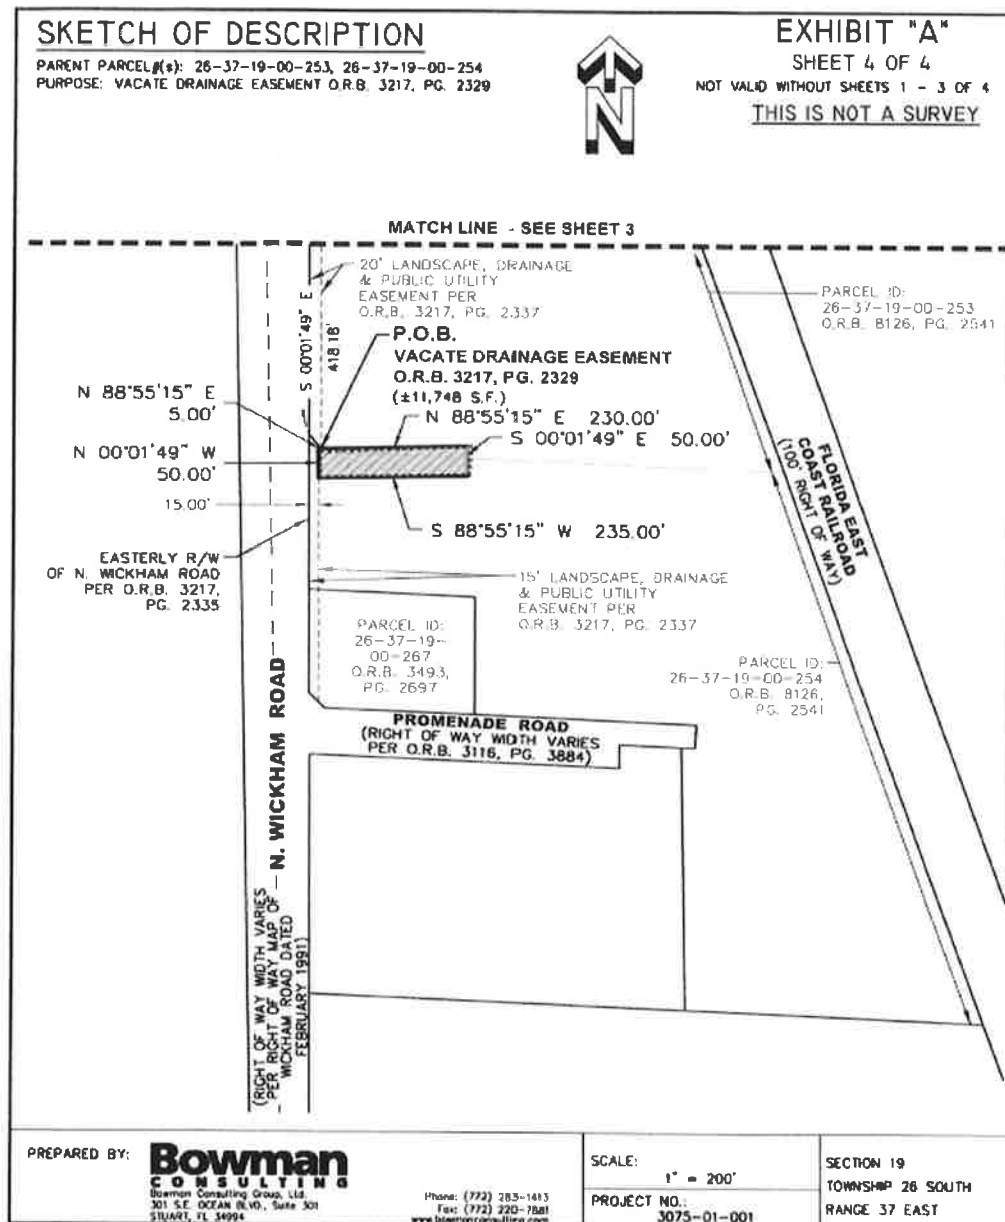 SKETCH OF DESCRIPTION
PARENT PARCEL#(s): 26-37-19-00-253, 26-37-19-00-254
PURPOSE: VACATE DRAINAGE EASEMENT O.R.B. 3217, PG. 2329
N
EXHIBIT "A"
SHEET 4 OF 4
NOT VALID WITHOUT SHEETS 1 - 3 OF 4
THIS IS NOT A SURVEY
MATCH LINE - SEE SHEET 3
20' LANDSCAPE, DRAINAGE
& PUBLIC UTILITY
EASEMENT PER
O.R.B. 3217, PG. 2337
S 00°01'49" E
418.18'
PARCEL ID:
26-37-19-00-253
O.R.B. 8126, PG. 2541
P.O.B.
VACATE DRAINAGE EASEMENT
O.R.B. 3217, PG. 2329
(±11,748 S.F.)
N 88°55'15" E
5.00'
N 88°55'15" E 230.00'
S 00°01'49" E 50.00'
N 00°01'49" W
50.00'
15.00'
S 88°55'15" W 235.00'
FLORIDA EAST
COAST RAILROAD
(100' RIGHT OF WAY)
EASTERLY R/W
OF N. WICKHAM ROAD
PER O.R.B. 3217,
PG. 2335
15' LANDSCAPE, DRAINAGE
& PUBLIC UTILITY
EASEMENT PER
O.R.B. 3217, PG. 2337
PARCEL ID:
26-37-19-
00-267
O.R.B. 3493,
PG. 2697
PARCEL ID:
26-37-19-00-254
O.R.B. 8126,
PG. 2541
PROMENADE ROAD
(RIGHT OF WAY WIDTH VARIES
PER O.R.B. 3116, PG. 3884)
N. WICKHAM ROAD
(RIGHT OF WAY WIDTH VARIES
PER RIGHT OF WAY MAP OF
WICKHAM ROAD DATED
FEBRUARY 1991)
PREPARED BY:
Bowman
CONSULTING
Bowman Consulting Group, Ltd.
301 S.E. OCEAN BLVD., Suite 301
STUART, FL 34994
Phone: (772) 283-1413
Fax: (772) 220-7881
www.bowmanconsulting.com
SCALE:
1" = 200'
PROJECT NO.:
3075-01-001
SECTION 19
TOWNSHIP 26 SOUTH
RANGE 37 EAST